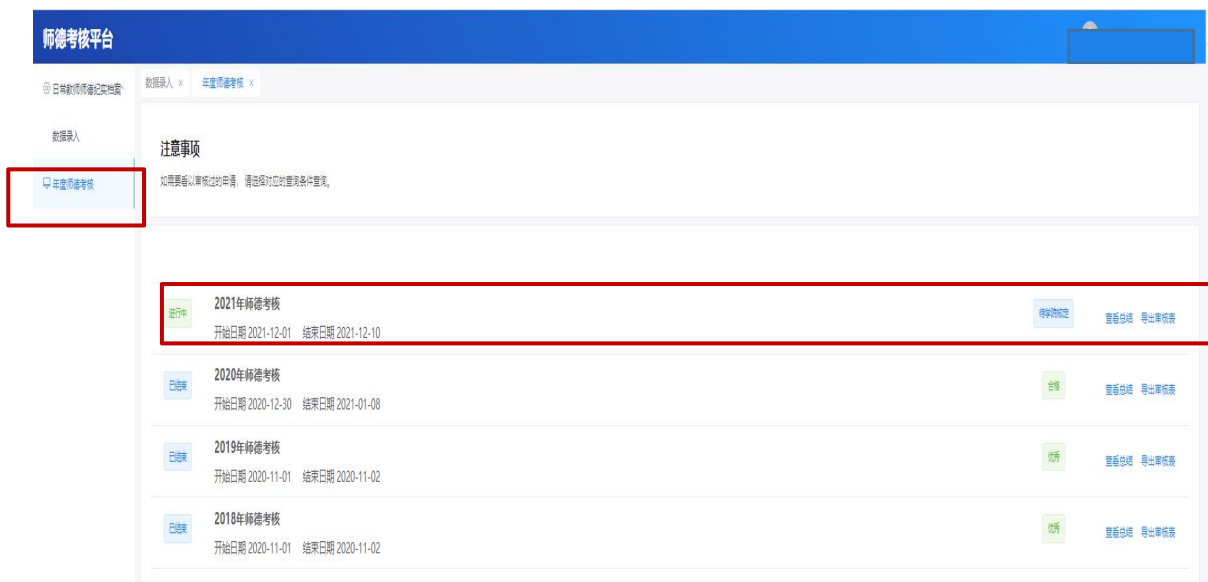 师德考核平台
日常教师师德纪实档案
数据录入 × 年度师德考核 ×
数据录入
年度师德考核
注意事项
如需要看以审核过的申请，请选择对应的查询条件查询。
进行中 2021年师德考核 待学院核定 查看总结 导出审核表
开始日期 2021-12-01 结束日期 2021-12-10
已结束 2020年师德考核 合格 查看总结 导出审核表
开始日期 2020-12-30 结束日期 2021-01-08
已结束 2019年师德考核 优秀 查看总结 导出审核表
开始日期 2020-11-01 结束日期 2020-11-02
已结束 2018年师德考核 优秀 查看总结 导出审核表
开始日期 2020-11-01 结束日期 2020-11-02